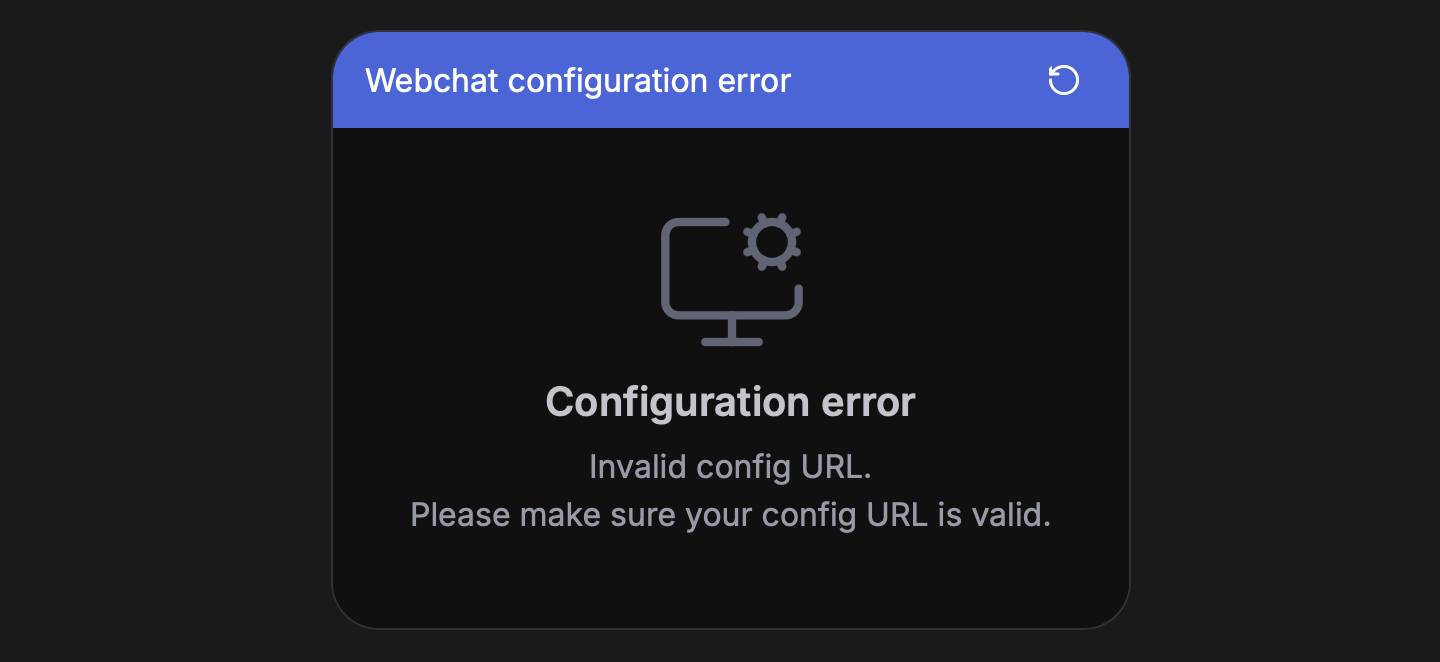 Webchat configuration error
Configuration error
Invalid config URL.
Please make sure your config URL is valid.